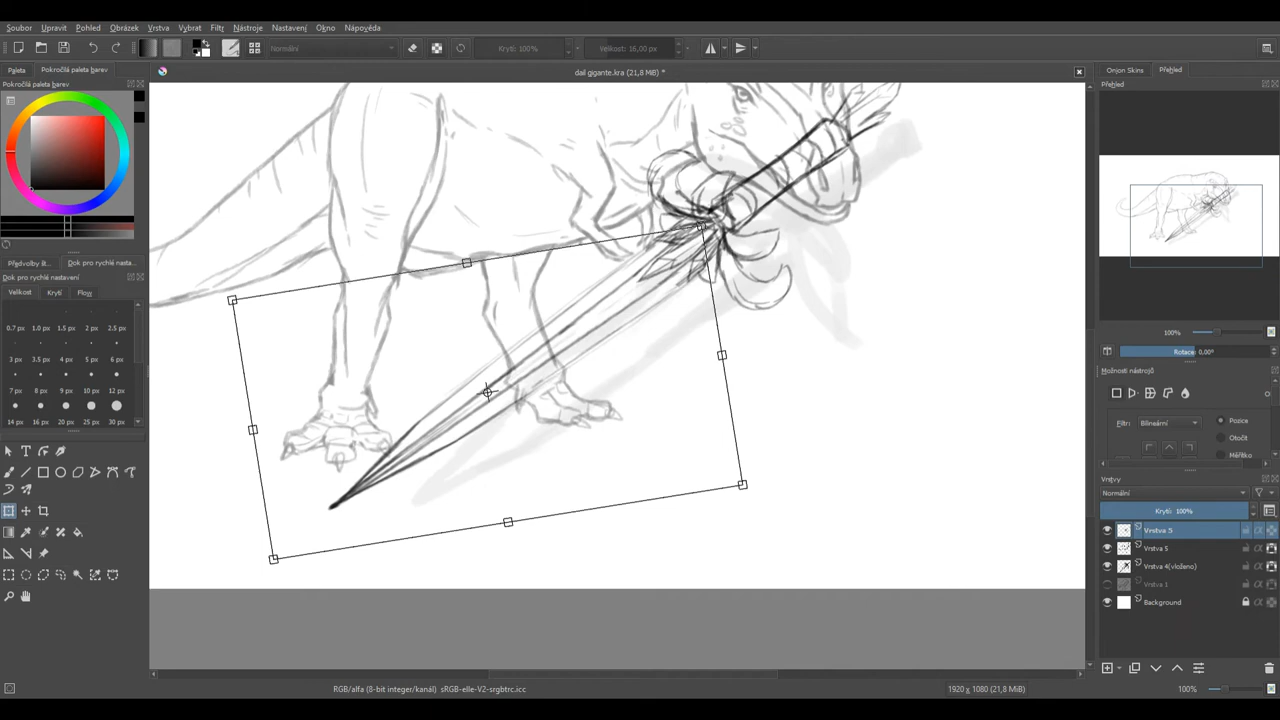 Soubor Upravit Pohled Obrázek Vrstva Vybrat Filtr Nástroje Nastavení Okno Nápověda
Normální Krytí: 100% Velikost: 16,00 px
Paleta Pokročilá paleta barev
dail gigante.kra (21,8 MiB) *
Onjon Skins Přehled
Pokročilá paleta barev
Přehled
Předvolby ští...
Dok pro rychlé nasta...
Dok pro rychlé nastavení
Velikost Krytí Flow
0.7 px 1.0 px 1.5 px 2 px 2.5 px
3 px 3.5 px 4 px 5 px 6 px
7 px 8 px 9 px 10 px 12 px
14 px 16 px 20 px 25 px 30 px
100%
Rotace: 0,00°
Možnosti nástrojů
Filtr: Bilineární
Pozice
Otočit
Měřítko
Vrstvy
Normální
Krytí: 100%
Vrstva 5
Vrstva 5
Vrstva 4(vloženo)
Vrstva 1
Background
RGB/alfa (8-bit integer/kanál) sRGB-elle-V2-srgbtrc.icc
1920 x 1080 (21,8 MiB)
100%